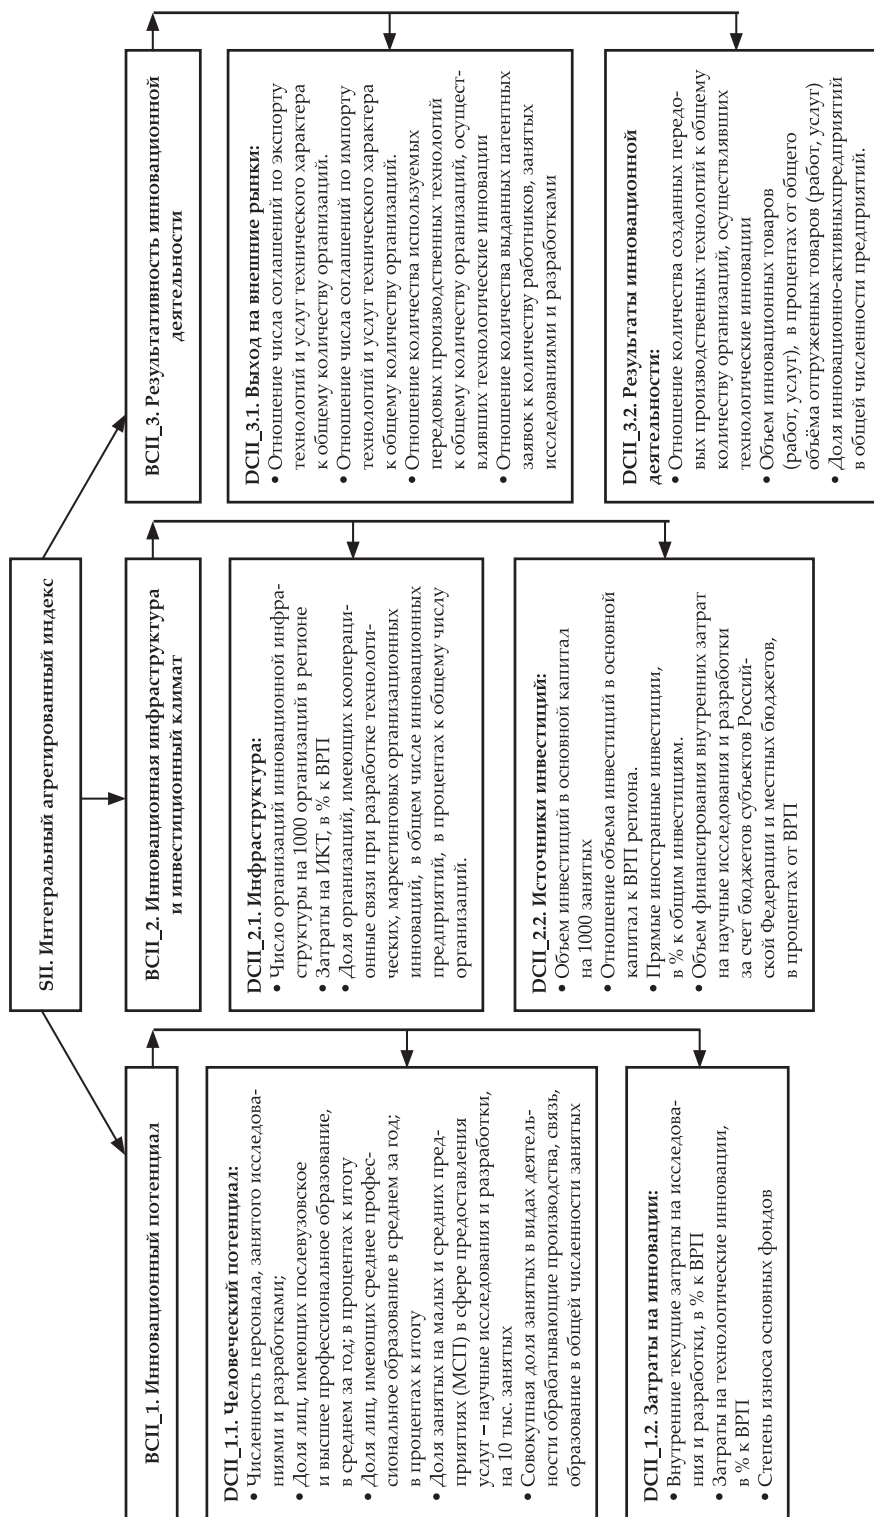 SII. Интегральный агрегированный индекс
BCII_1. Инновационный потенциал
DCII_1.1. Человеческий потенциал:
• Численность персонала, занятого исследова-
ниями и разработками;
• Доля лиц, имеющих послевузовское
и высшее профессиональное образование,
в среднем за год; в процентах к итогу
• Доля лиц, имеющих среднее профес-
сиональное образование в среднем за год;
в процентах к итогу
• Доля занятых на малых и средних пред-
приятиях (МСП) в сфере предоставления
услуг – научные исследования и разработки,
на 10 тыс. занятых
• Совокупная доля занятых в видах деятель-
ности обрабатывающие производства, связь,
образование в общей численности занятых
DCII_1.2. Затраты на инновации:
• Внутренние текущие затраты на исследова-
ния и разработки, в % к ВРП
• Затраты на технологические инновации,
в % к ВРП
• Степень износа основных фондов
BCII_2. Инновационная инфраструктура
и инвестиционный климат
DCII_2.1. Инфраструктура:
• Число организаций инновационной инфра-
структуры на 1000 организаций в регионе
• Затраты на ИКТ, в % к ВРП
• Доля организаций, имеющих коопераци-
онные связи при разработке технологи-
ческих, маркетинговых организационных
инноваций, в общем числе инновационных
предприятий, в процентах к общему числу
организаций.
DCII_2.2. Источники инвестиций:
• Объем инвестиций в основной капитал
на 1000 занятых
• Отношение объема инвестиций в основной
капитал к ВРП региона.
• Прямые иностранные инвестиции,
в % к общим инвестициям.
• Объем финансирования внутренних затрат
на научные исследования и разработки
за счет бюджетов субъектов Россий-
ской Федерации и местных бюджетов,
в процентах от ВРП
BCII_3. Результативность инновационной
деятельности
DCII_3.1. Выход на внешние рынки:
• Отношение числа соглашений по экспорту
технологий и услуг технического характера
к общему количеству организаций.
• Отношение числа соглашений по импорту
технологий и услуг технического характера
к общему количеству организаций.
• Отношение количества используемых
передовых производственных технологий
к общему количеству организаций, осущест-
влявших технологические инновации
• Отношение количества выданных патентных
заявок к количеству работников, занятых
исследованиями и разработками
DCII_3.2. Результаты инновационной
деятельности:
• Отношение количества созданных передо-
вых производственных технологий к общему
количеству организаций, осуществлявших
технологические инновации
• Объем инновационных товаров
(работ, услуг), в процентах от общего
объёма отгруженных товаров (работ, услуг)
• Доля инновационно-активныхпредприятий
в общей численности предприятий.